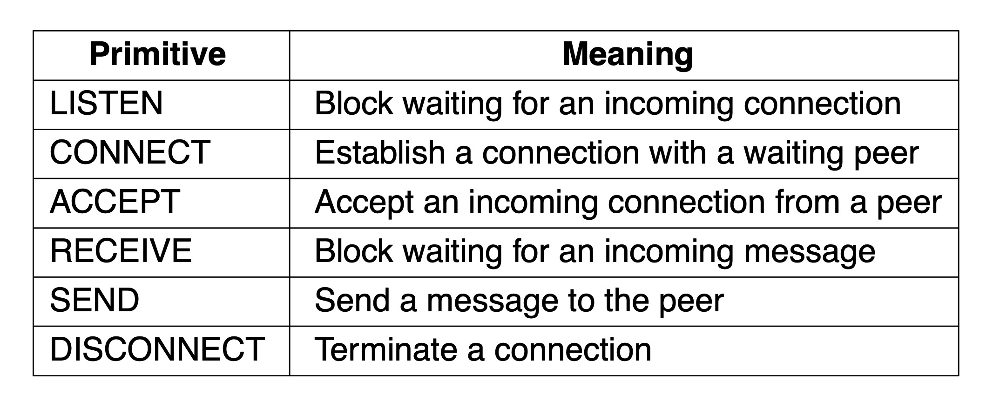 Primitive Meaning
LISTEN Block waiting for an incoming connection
CONNECT Establish a connection with a waiting peer
ACCEPT Accept an incoming connection from a peer
RECEIVE Block waiting for an incoming message
SEND Send a message to the peer
DISCONNECT Terminate a connection